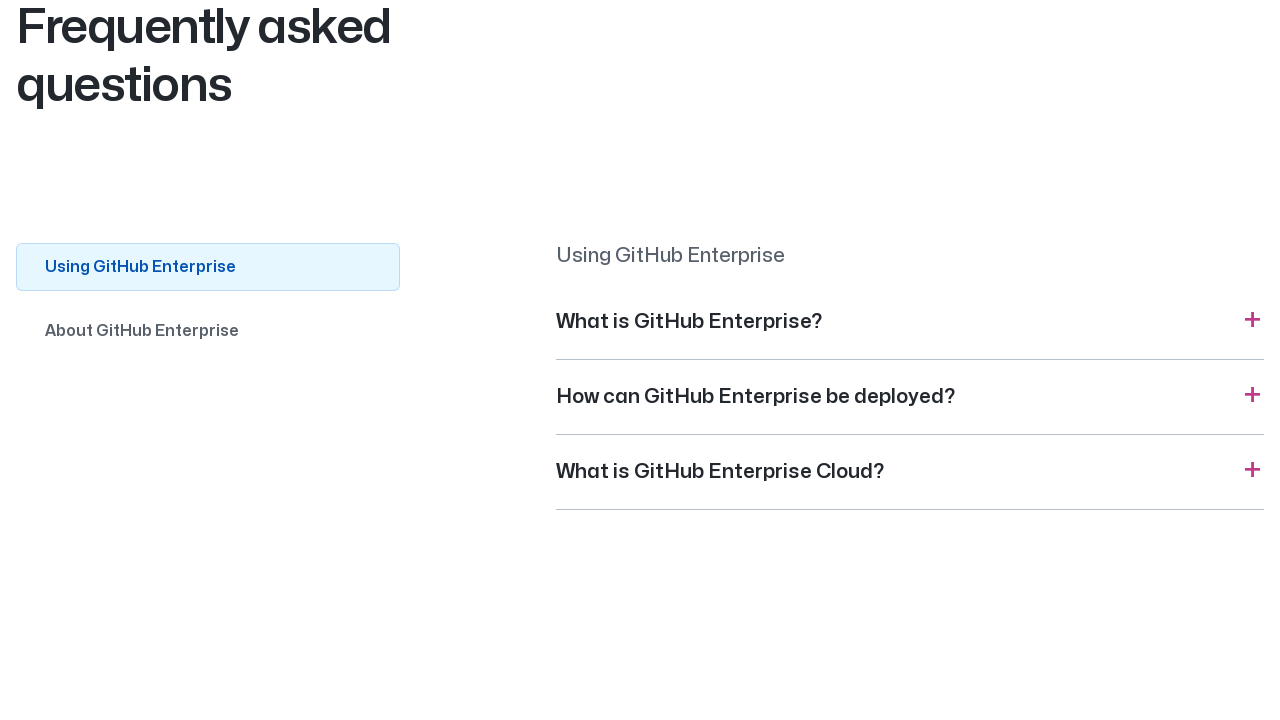 Frequently asked
questions
Using GitHub Enterprise
About GitHub Enterprise
Using GitHub Enterprise
What is GitHub Enterprise?
How can GitHub Enterprise be deployed?
What is GitHub Enterprise Cloud?